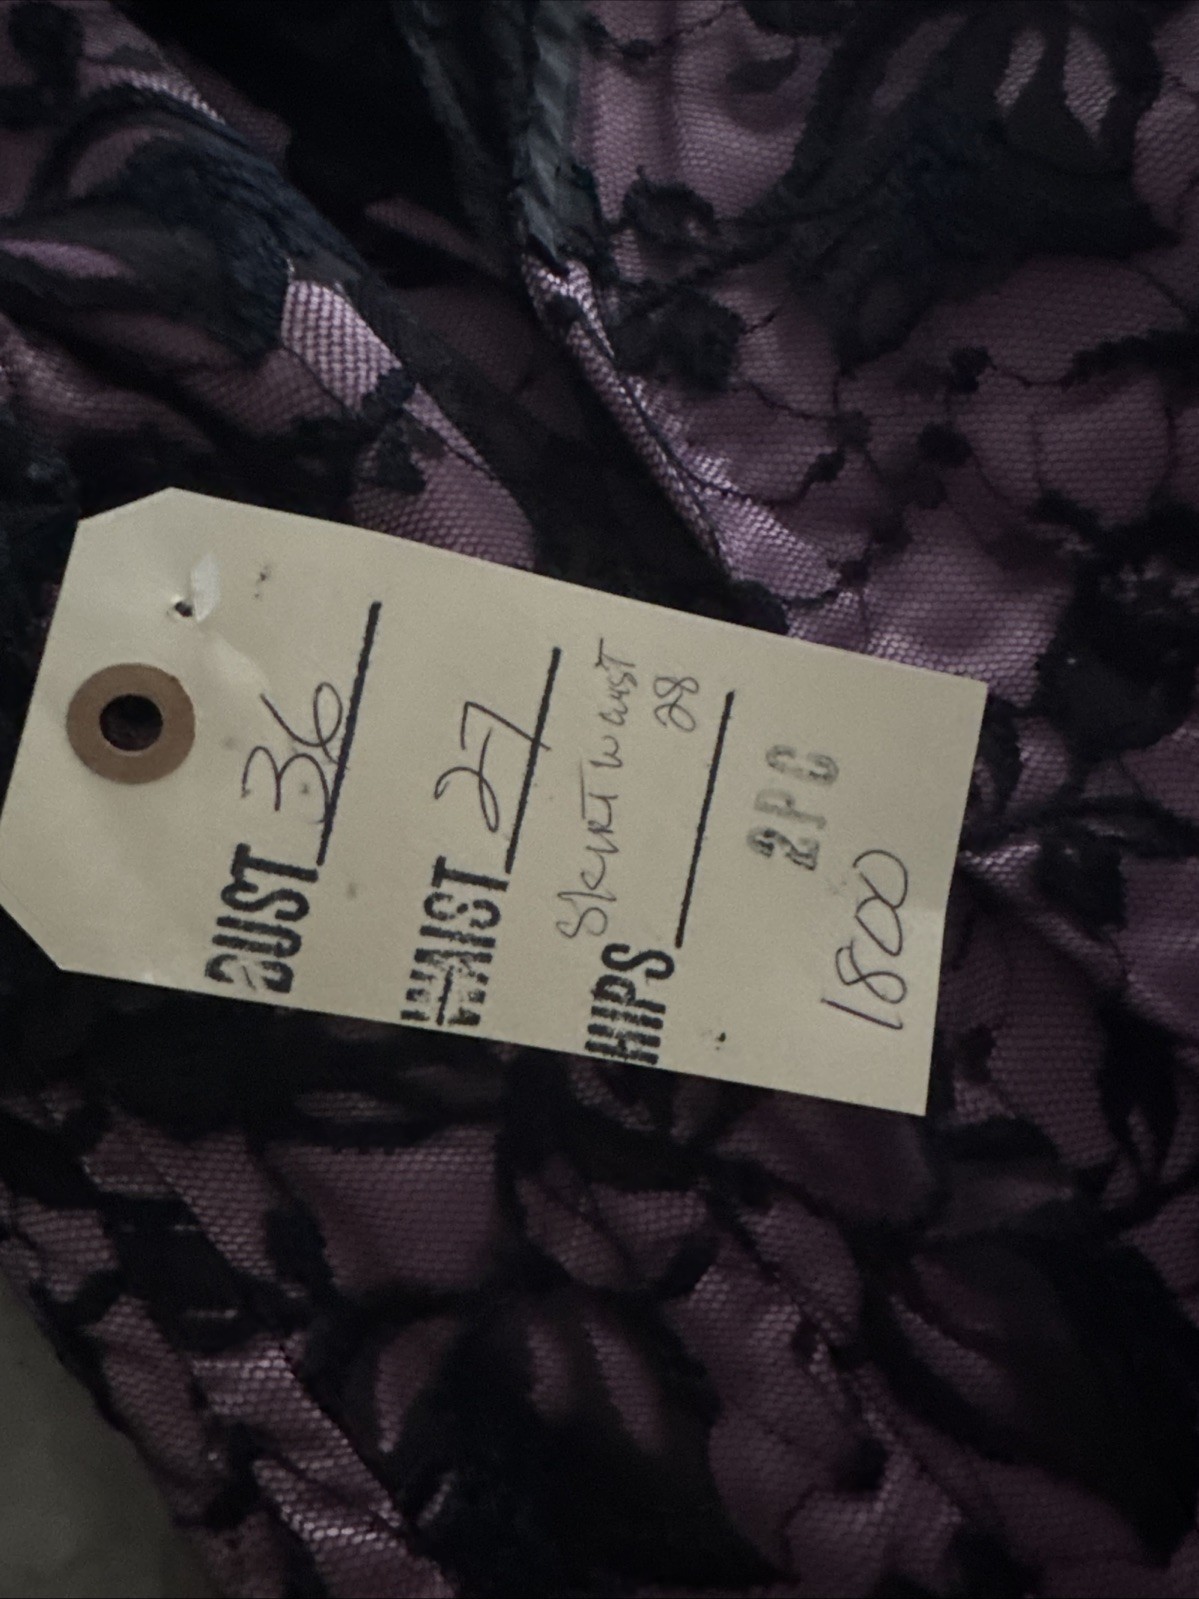 BUST 36
WAIST 27
Skirt waist
28
HIPS
2PC
1800